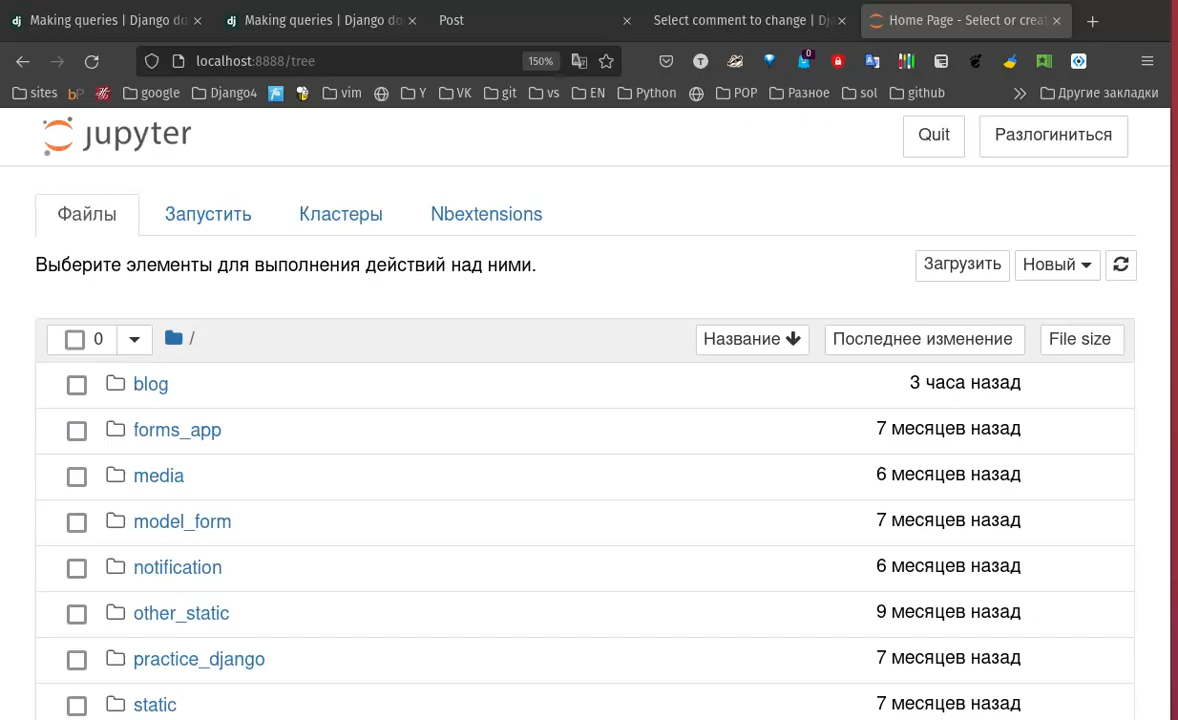 Making queries | Django do
Making queries | Django do
Post
Select comment to change | Dj
Home Page - Select or creat
localhost:8888/tree
150%
0
sites
bP
google
Django4
vim
Y
VK
git
vs
EN
Python
POP
Разное
sol
github
Другие закладки
jupyter
Quit
Разлогиниться
Файлы
Запустить
Кластеры
Nbextensions
Выберите элементы для выполнения действий над ними.
Загрузить
Новый
0
/
Название
Последнее изменение
File size
blog
3 часа назад
forms_app
7 месяцев назад
media
6 месяцев назад
model_form
7 месяцев назад
notification
6 месяцев назад
other_static
9 месяцев назад
practice_django
7 месяцев назад
static
7 месяцев назад